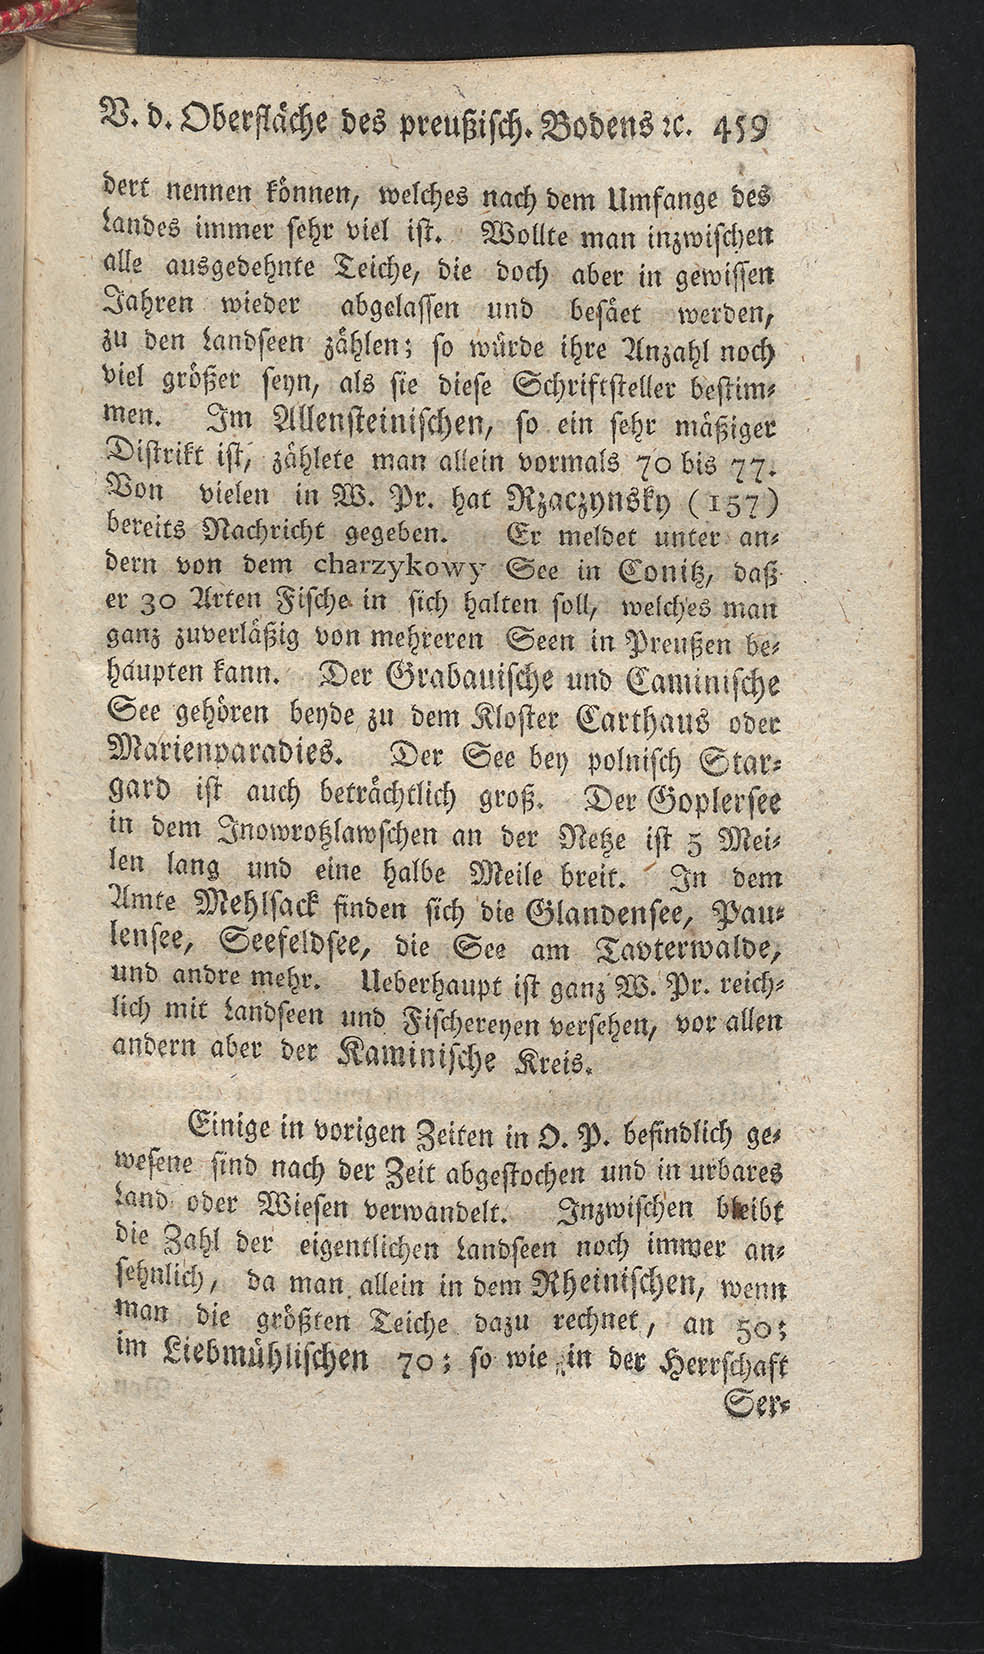 V. d. Oberfläche des preußisch. Bodens ꝛc. 459
dert nennen können, welches nach dem Umfange des
Landes immer sehr viel ist. Wollte man inzwischen
alle ausgedehnte Teiche, die doch aber in gewissen
Jahren wieder abgelassen und besäet werden,
zu den Landseen zählen; so würde ihre Anzahl noch
viel größer seyn, als sie diese Schriftsteller bestim⸗
men. Im Allensteinischen, so ein sehr mäßiger
Distrikt ist, zählete man allein vormals 70 bis 77.
Von vielen in W. Pr. hat Rzaczynsky (157)
bereits Nachricht gegeben. Er meldet unter an⸗
dern von dem charzykowy See in Conitz, daß
er 30 Arten Fische in sich halten soll, welches man
ganz zuverläßig von mehreren Seen in Preußen be⸗
haupten kann. Der Grabauische und Caminische
See gehören beyde zu dem Kloster Carthaus oder
Marienparadies. Der See bey polnisch Star⸗
gard ist auch beträchtlich groß. Der Goplersee
in dem Inowrotzlawschen an der Netze ist 5 Mei⸗
len lang und eine halbe Meile breit. In dem
Amte Mehlsack finden sich die Glandensee, Pau⸗
lensee, Seefeldsee, die See am Tavterwalde,
und andre mehr. Ueberhaupt ist ganz W. Pr. reich⸗
lich mit Landseen und Fischereyen versehen, vor allen
andern aber der Kaminische Kreis.
Einige in vorigen Zeiten in O. P. befindlich ge⸗
wesene sind nach der Zeit abgestochen und in urbares
Land oder Wiesen verwandelt. Inzwischen bleibt
die Zahl der eigentlichen Landseen noch immer an⸗
sehnlich, da man allein in dem Rheinischen, wenn
man die größten Teiche dazu rechnet, an 50;
im Liebmühlischen 70; so wie in der Herrschaft
Ser⸗